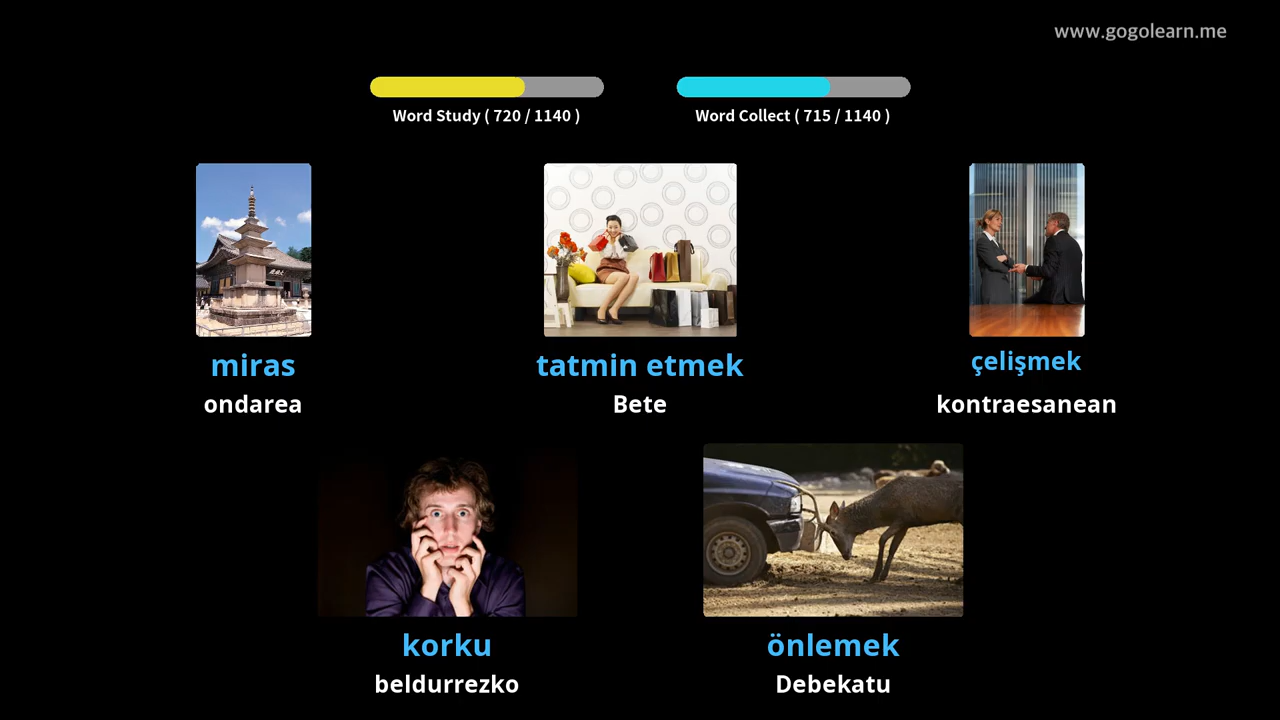 www.gogolearn.me
Word Study ( 720 / 1140 )
Word Collect ( 715 / 1140 )
miras
ondarea
tatmin etmek
Bete
çelişmek
kontraesanean
korku
beldurrezko
önlemek
Debekatu